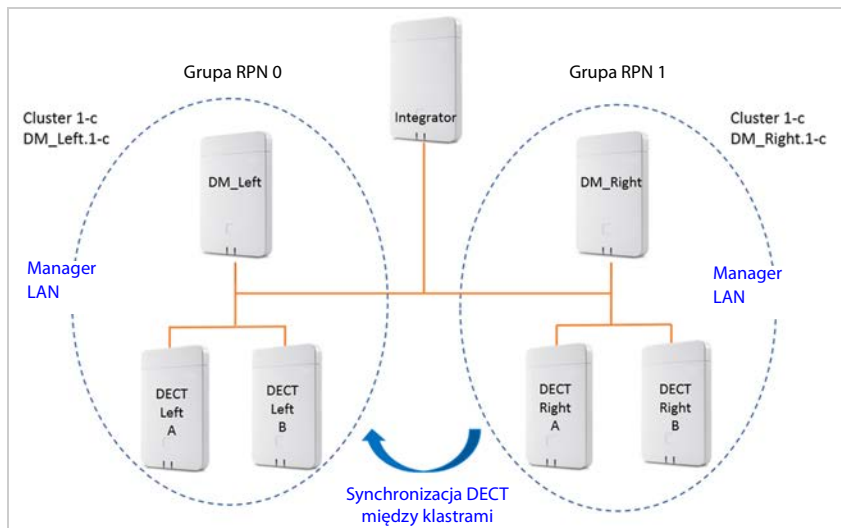 Grupa RPN 0
Grupa RPN 1
Integrator
Cluster 1-c
DM_Left.1-c
Cluster 1-c
DM_Right.1-c
DM_Left
DM_Right
Manager
LAN
Manager
LAN
DECT
Left
A
DECT
Left
B
DECT
Right
A
DECT
Right
B
Synchronizacja DECT
między klastrami